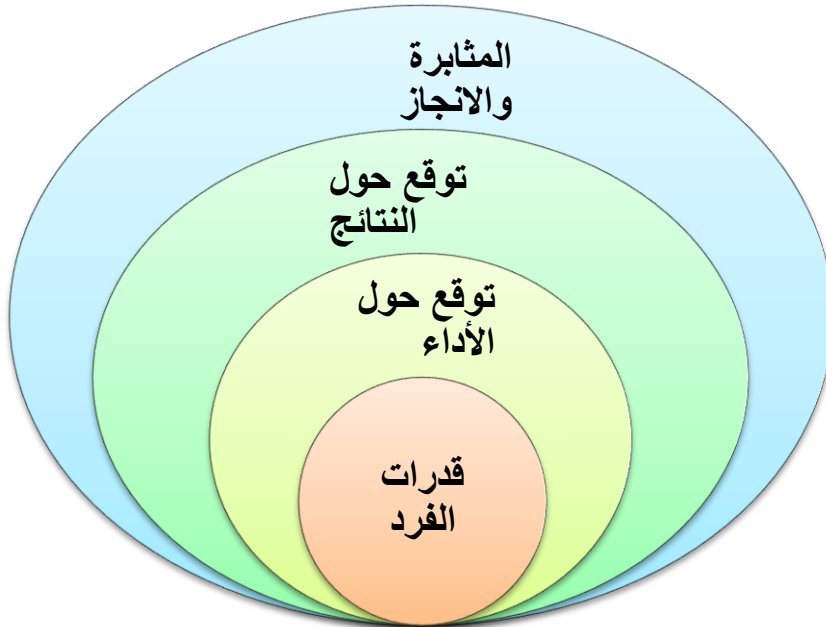 المثابرة
والانجاز
توقع حول
النتائج
توقع حول
الأداء
قدرات
الفرد